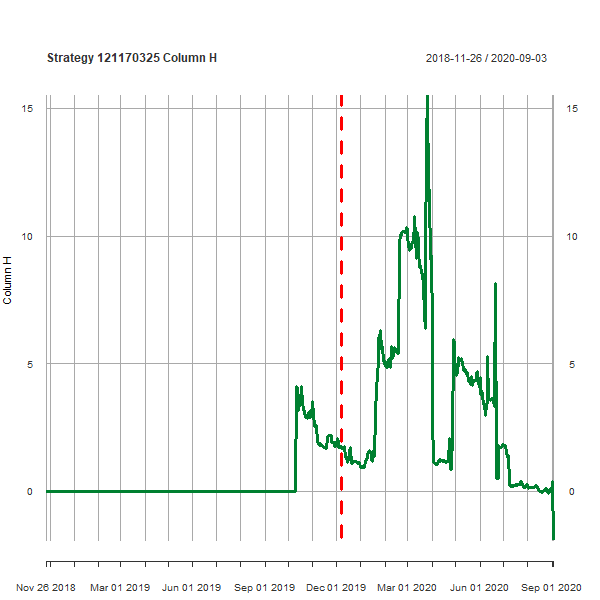 Strategy 121170325 Column H
2018-11-26 / 2020-09-03
15 15
10 10
5 5
0 0
Column H
Nov 26 2018 Mar 01 2019 Jun 01 2019 Sep 01 2019 Dec 01 2019 Mar 01 2020 Jun 01 2020 Sep 01 2020